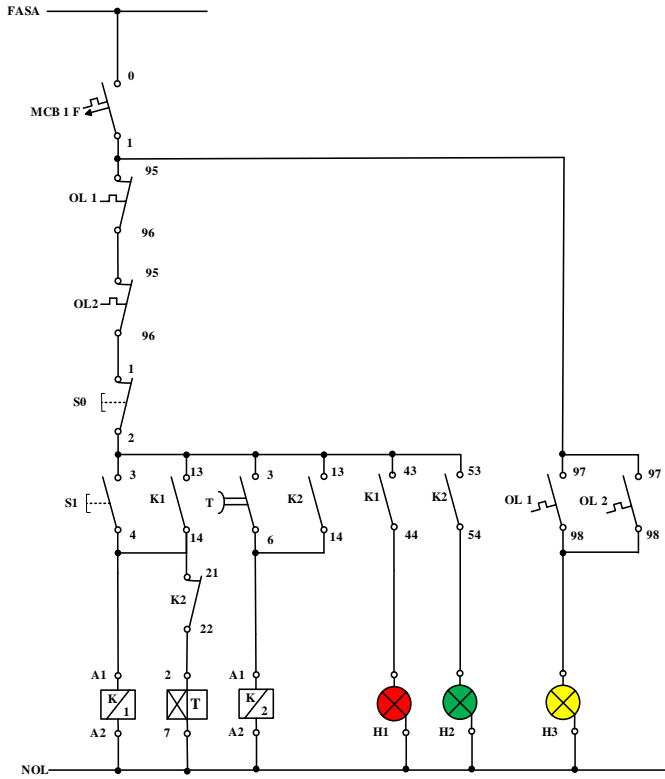 FASA
0
MCB 1 F
1
95
OL 1
96
95
OL2
96
1
S0
2
3 13 3 13 43 53 97 97
S1 K1 T K2 K1 K2 OL 1 OL 2
4 14 6 14 44 54 98 98
21
K2
22
A1 2 A1
K 1 T K 2
A2 7 A2 H1 H2 H3
NOL